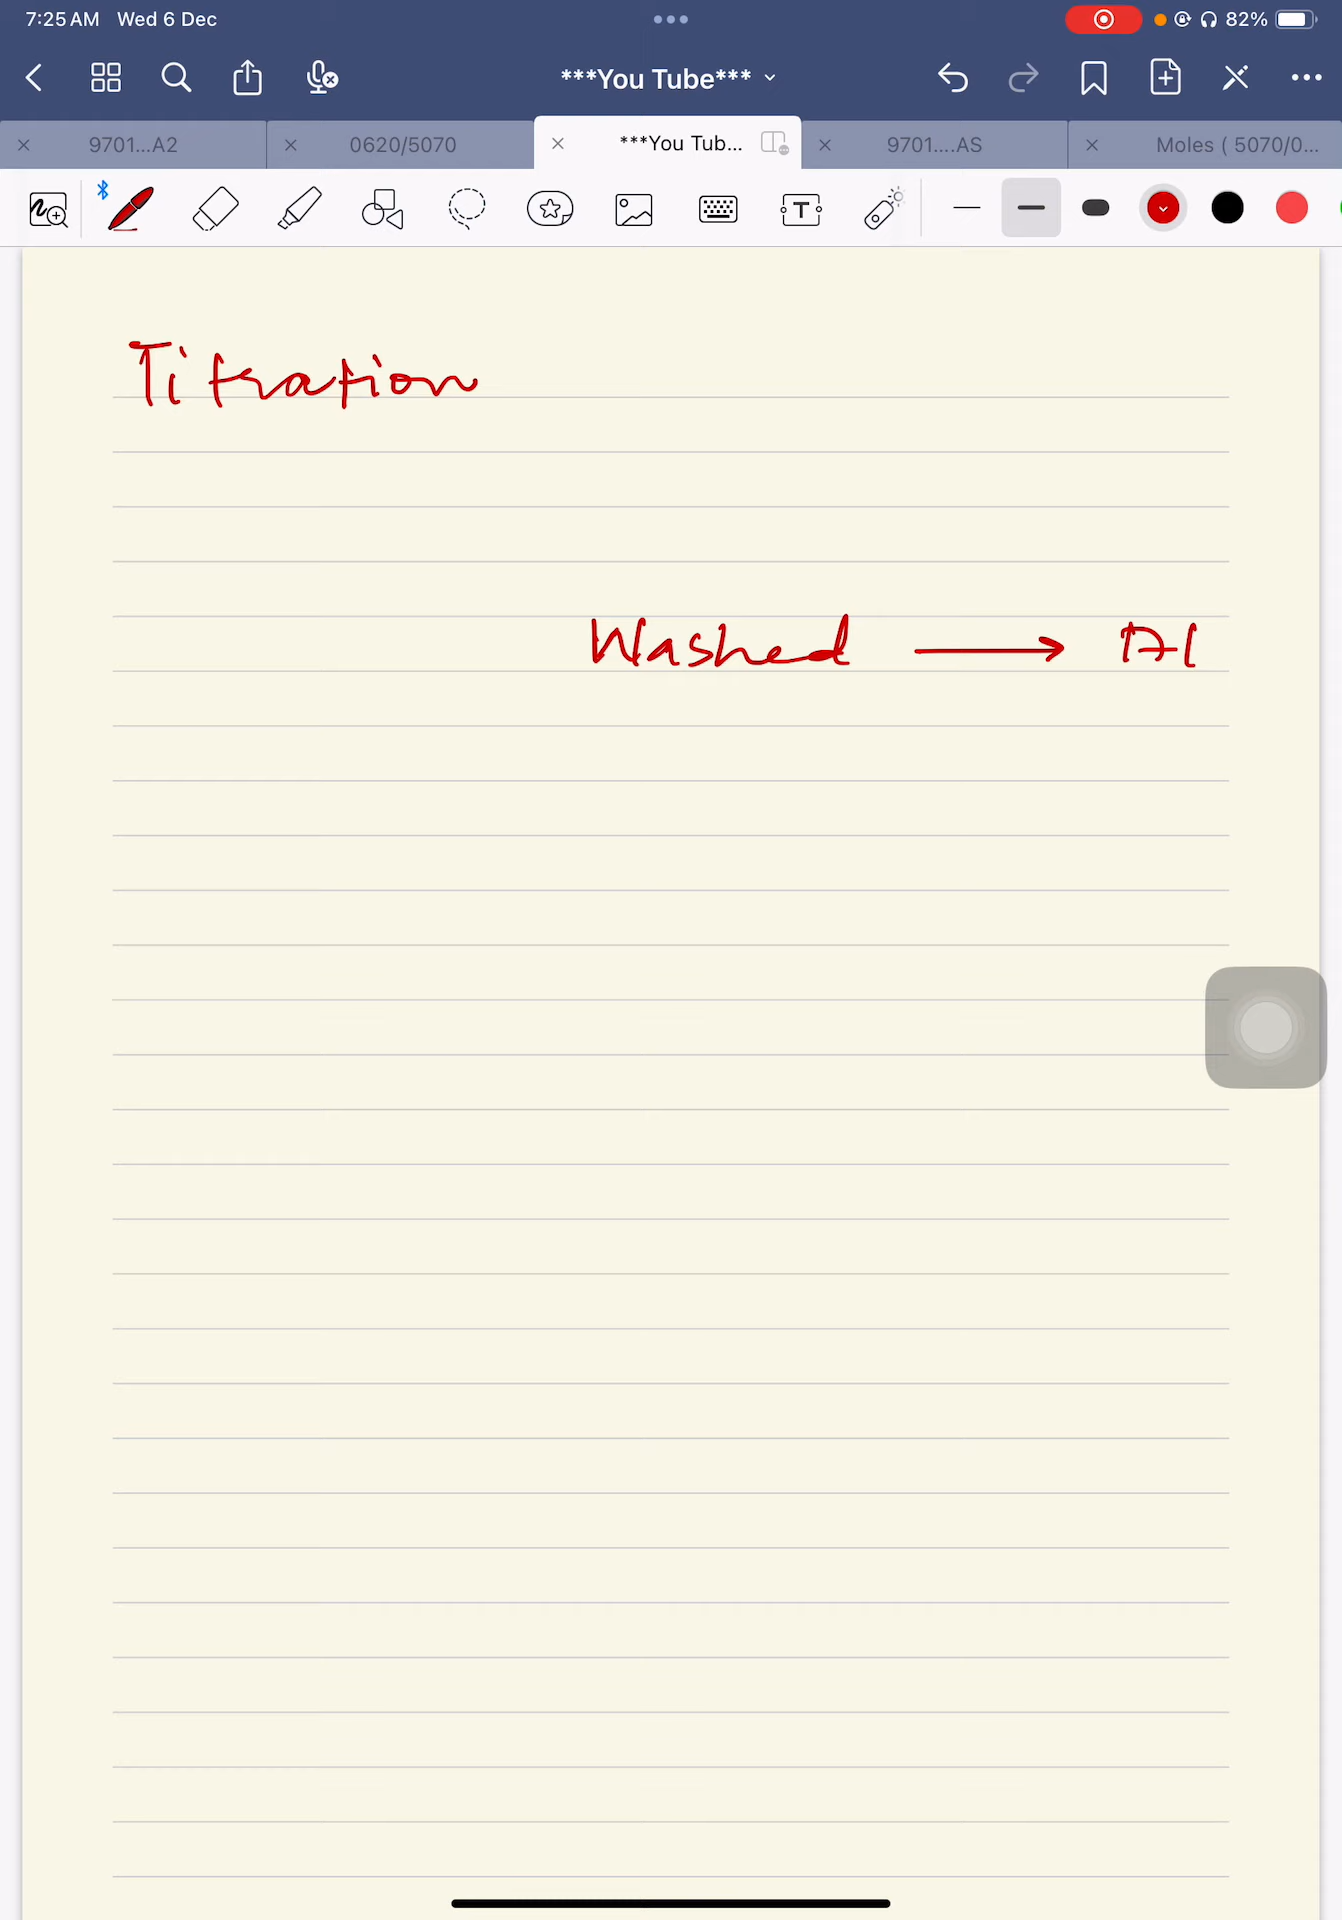 7:25 AM Wed 6 Dec
82%
***You Tube***
9701...A2
0620/5070
***You Tub...
9701....AS
Moles ( 5070/0...
T
Titration
Washed →